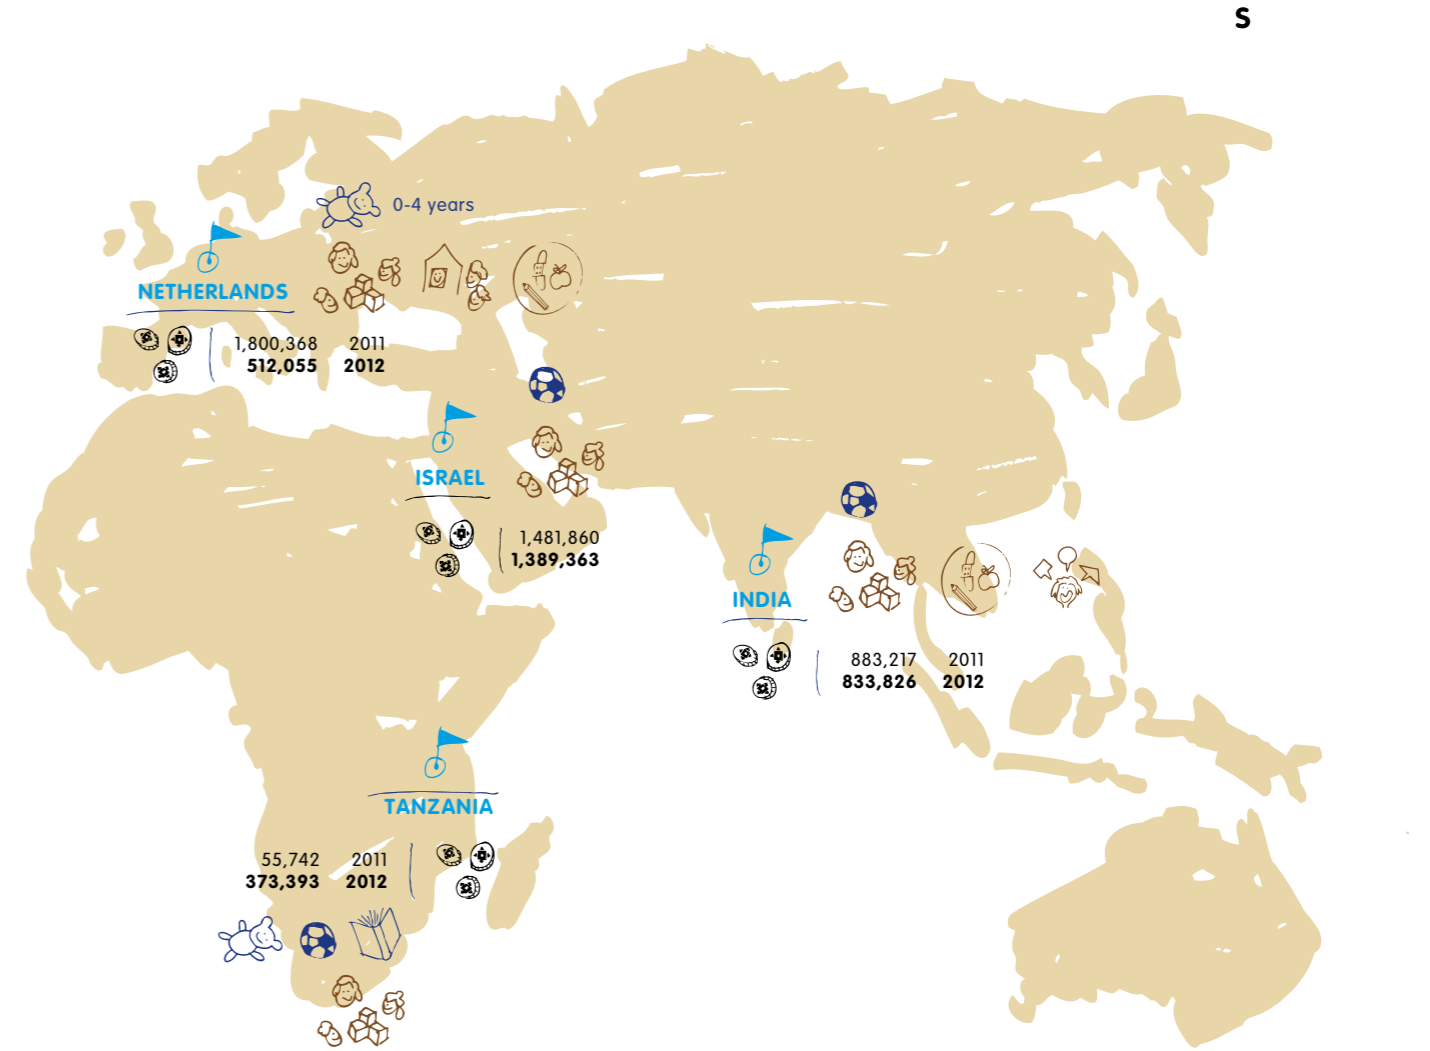 S
0-4 years
NETHERLANDS
1,800,368 2011
512,055 2012
ISRAEL
1,481,860
1,389,363
INDIA
883,217 2011
833,826 2012
TANZANIA
55,742 2011
373,393 2012